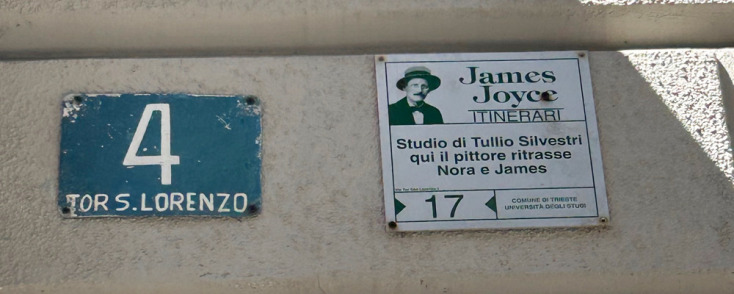 4
TOR S. LORENZO
James
Joyce
ITINERARI
Studio di Tullio Silvestri
qui il pittore ritrasse
Nora e James
17
COMUNE DI TRIESTE
UNIVERSITÀ DEGLI STUDI